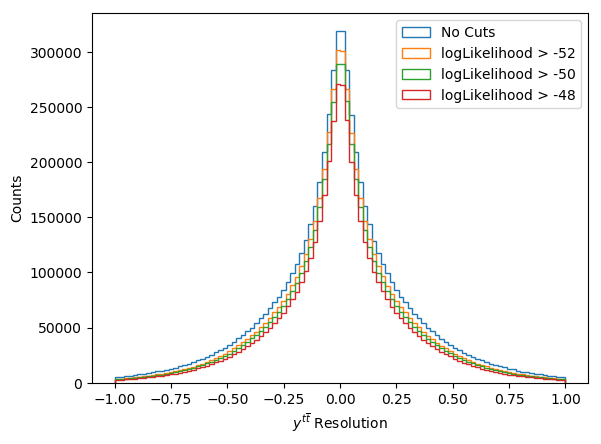 No Cuts
logLikelihood > -52
logLikelihood > -50
logLikelihood > -48
Counts
300000
250000
200000
150000
100000
50000
0
−1.00 −0.75 −0.50 −0.25 0.00 0.25 0.50 0.75 1.00
$y^{t\bar{t}}$ Resolution